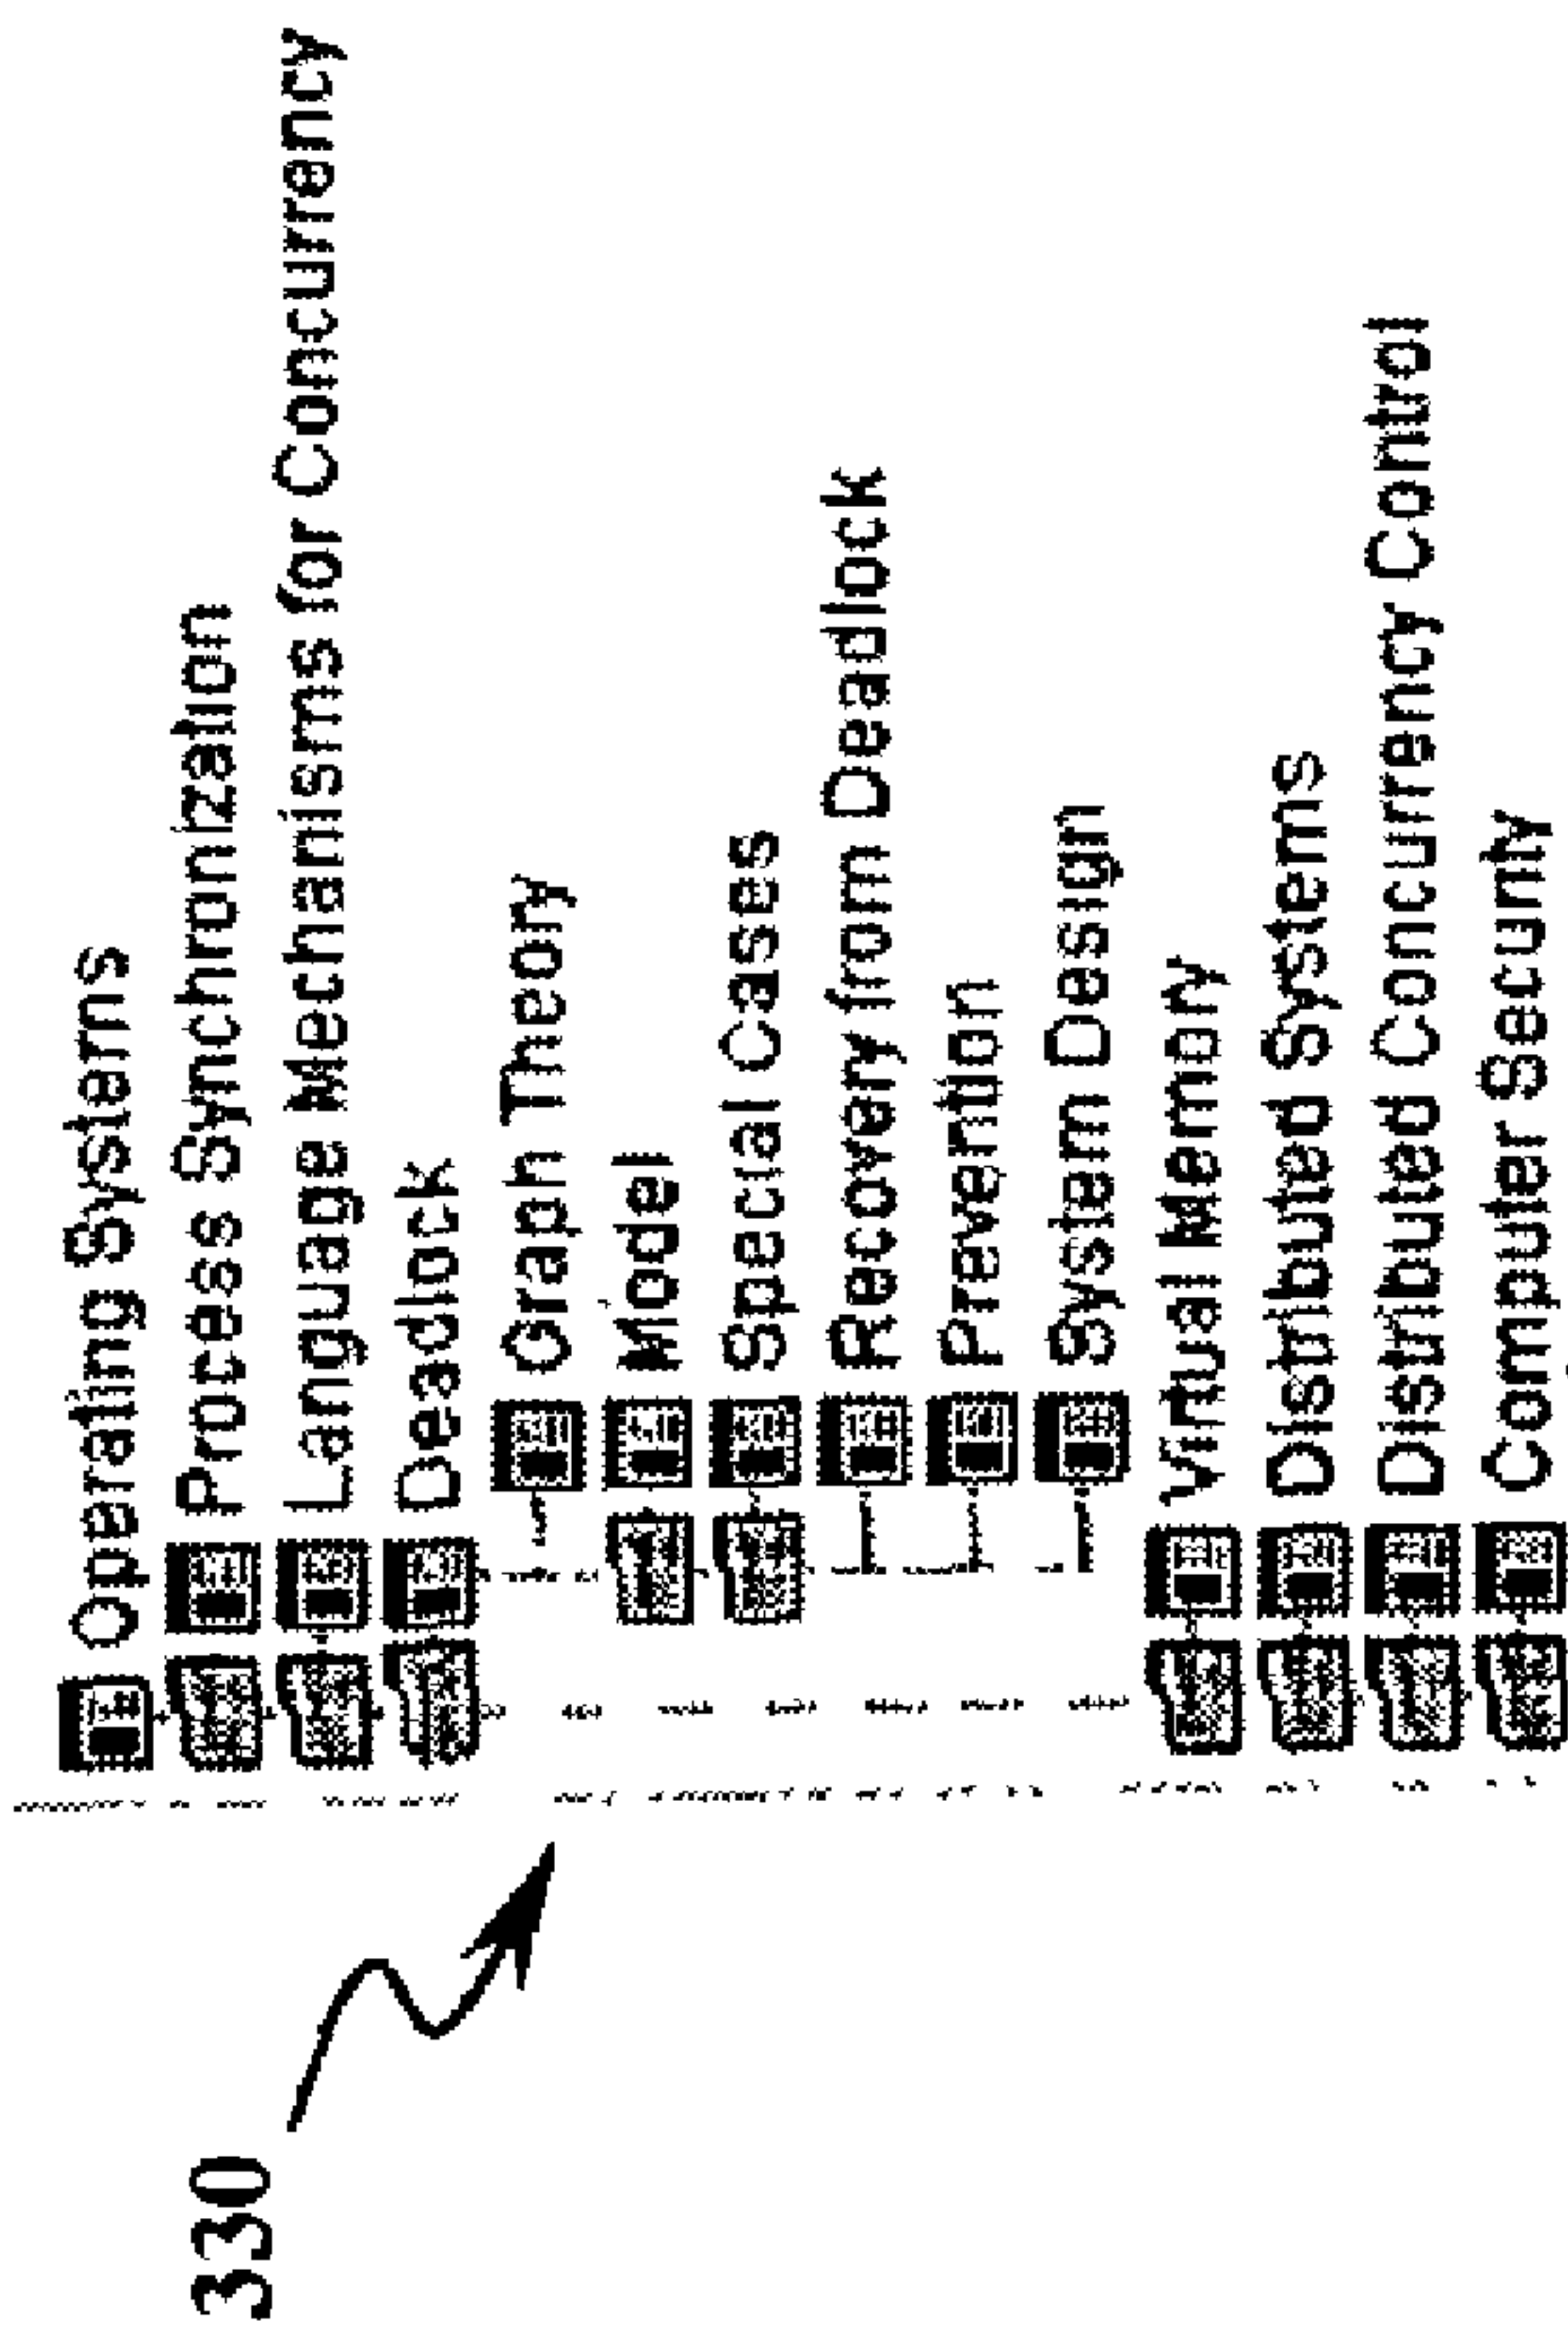 Operating Systems
Process Synchronization
Language Mechanisms for Concurrency
Deadlock
Graph Theory
Model
Special Cases
Recovery from Deadlock
Prevention
System Design
Virtual Memory
Distributed Systems
Distributed Concurrency Control
Computer Security
330